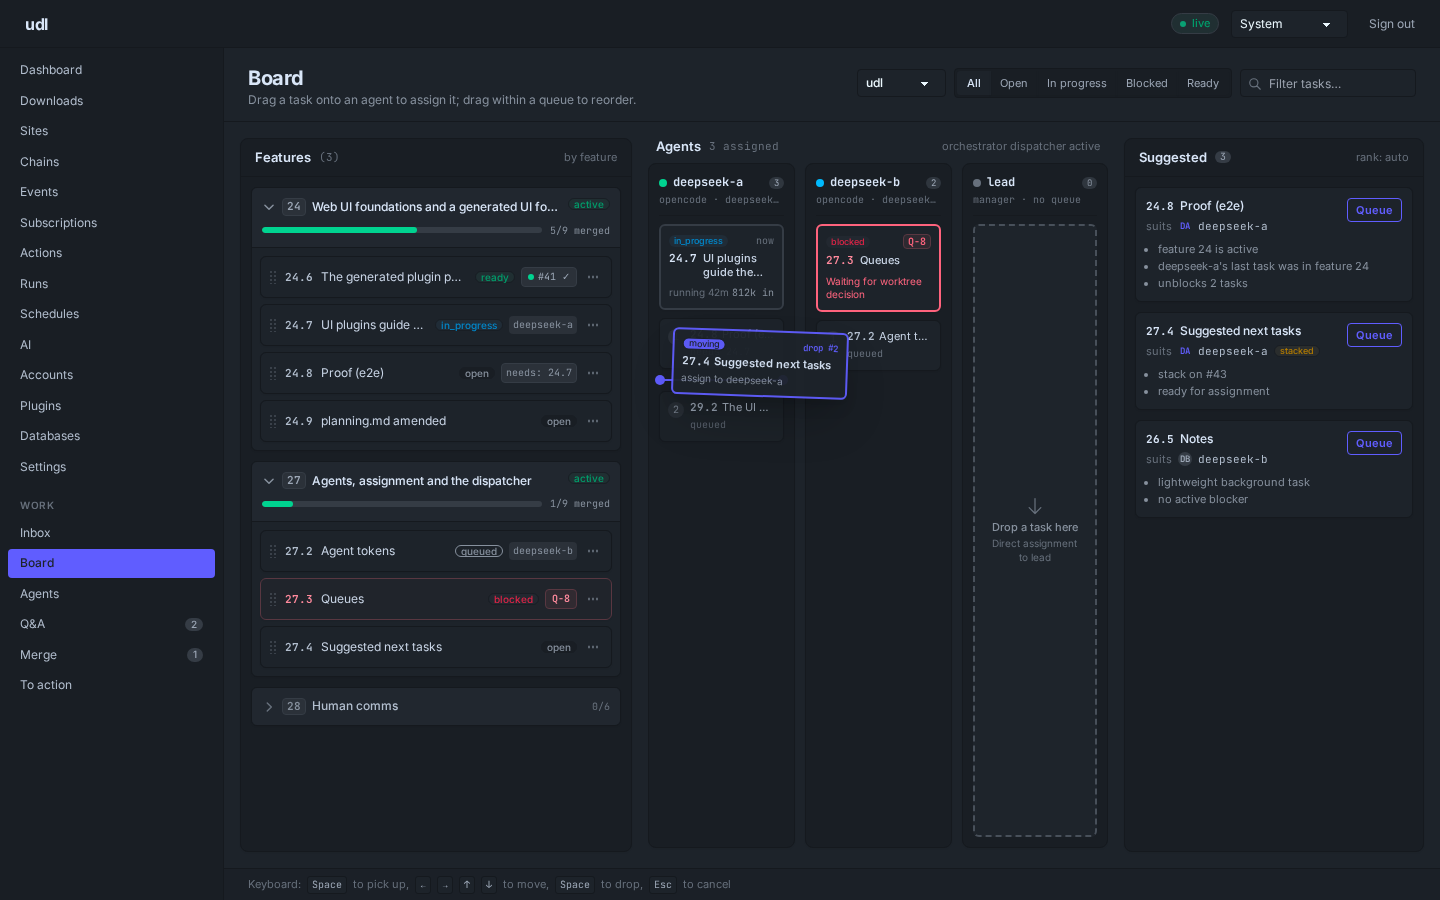 udl
live
System
Sign out
Dashboard
Downloads
Sites
Chains
Events
Subscriptions
Actions
Runs
Schedules
AI
Accounts
Plugins
Databases
Settings
WORK
Inbox
Board
Agents
Q&A 2
Merge 1
To action
Board
Drag a task onto an agent to assign it; drag within a queue to reorder.
udl
All Open In progress Blocked Ready
Filter tasks...
Features (3) by feature
24 Web UI foundations and a generated UI fo... active
5/9 merged
24.6 The generated plugin p... ready #41 ✓ ···
24.7 UI plugins guide ... in_progress deepseek-a ···
24.8 Proof (e2e) open needs: 24.7 ···
24.9 planning.md amended open ···
27 Agents, assignment and the dispatcher active
1/9 merged
27.2 Agent tokens queued deepseek-b ···
27.3 Queues blocked Q-8 ···
27.4 Suggested next tasks open ···
28 Human comms 0/6
Agents 3 assigned orchestrator dispatcher active
deepseek-a 3
opencode · deepseek…
in_progress now
24.7 UI plugins
guide the...
running 42m 812k in
moving drop #2
27.4 Suggested next tasks
assign to deepseek-a
2 29.2 The UI ...
queued
deepseek-b 2
opencode · deepseek…
blocked Q-8
27.3 Queues
Waiting for worktree
decision
27.2 Agent t...
queued
lead 0
manager · no queue
↓
Drop a task here
Direct assignment
to lead
Suggested 3 rank: auto
24.8 Proof (e2e) Queue
suits DA deepseek-a
• feature 24 is active
• deepseek-a's last task was in feature 24
• unblocks 2 tasks
27.4 Suggested next tasks Queue
suits DA deepseek-a stacked
• stack on #43
• ready for assignment
26.5 Notes Queue
suits DB deepseek-b
• lightweight background task
• no active blocker
Keyboard: Space to pick up, ← → ↑ ↓ to move, Space to drop, Esc to cancel